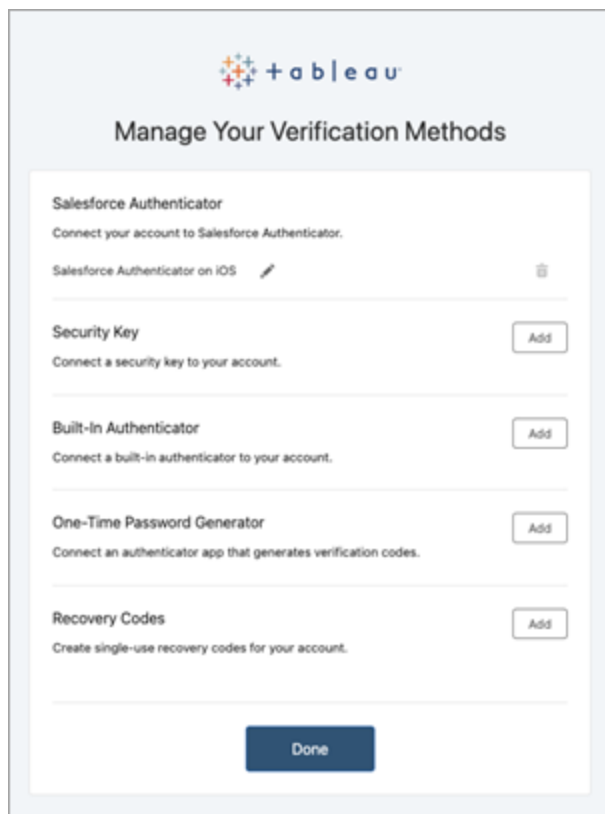 + a b | e a u
Manage Your Verification Methods
Salesforce Authenticator
Connect your account to Salesforce Authenticator.
Salesforce Authenticator on iOS
Security Key
Add
Connect a security key to your account.
Built-In Authenticator
Add
Connect a built-in authenticator to your account.
One-Time Password Generator
Add
Connect an authenticator app that generates verification codes.
Recovery Codes
Add
Create single-use recovery codes for your account.
Done